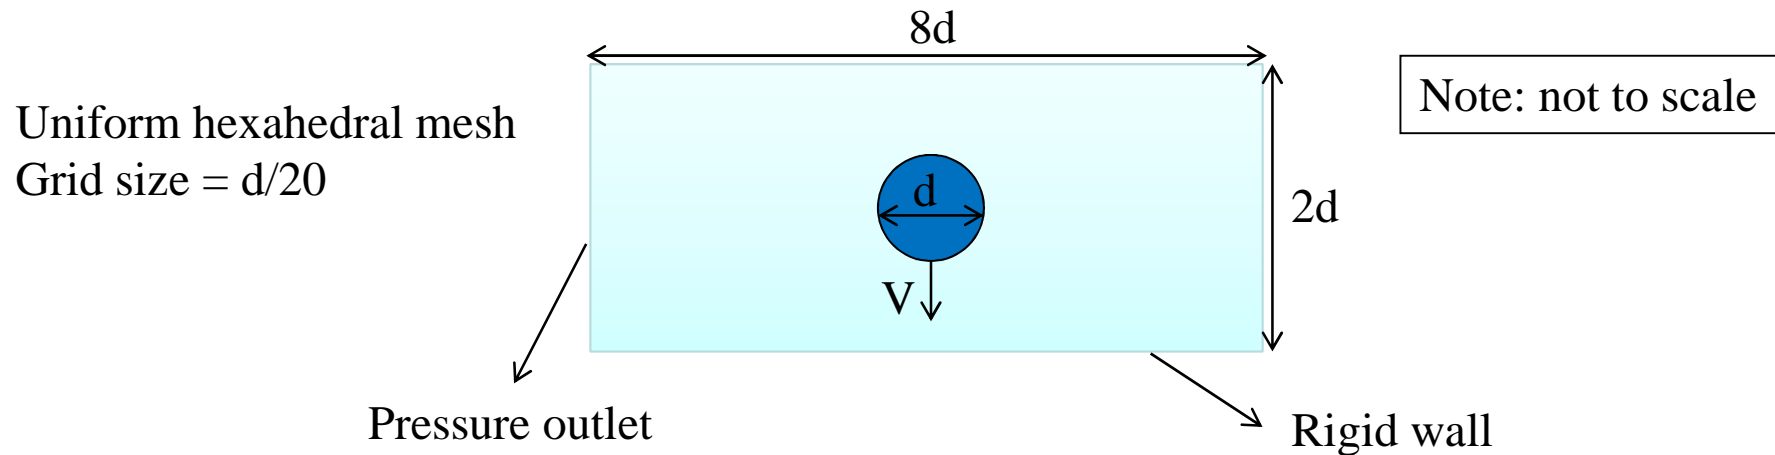 8d
Note: not to scale
Uniform hexahedral mesh
Grid size = d/20
d
2d
V
Pressure outlet
Rigid wall